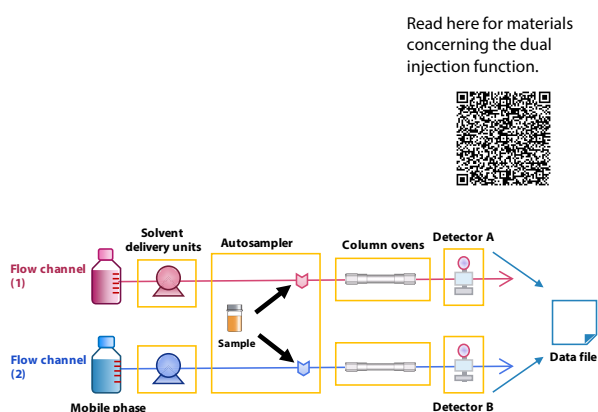 Read here for materials
concerning the dual
injection function.
Solvent
delivery units
Autosampler
Column ovens
Detector A
Flow channel
(1)
Sample
Data file
Flow channel
(2)
Mobile phase
Detector B